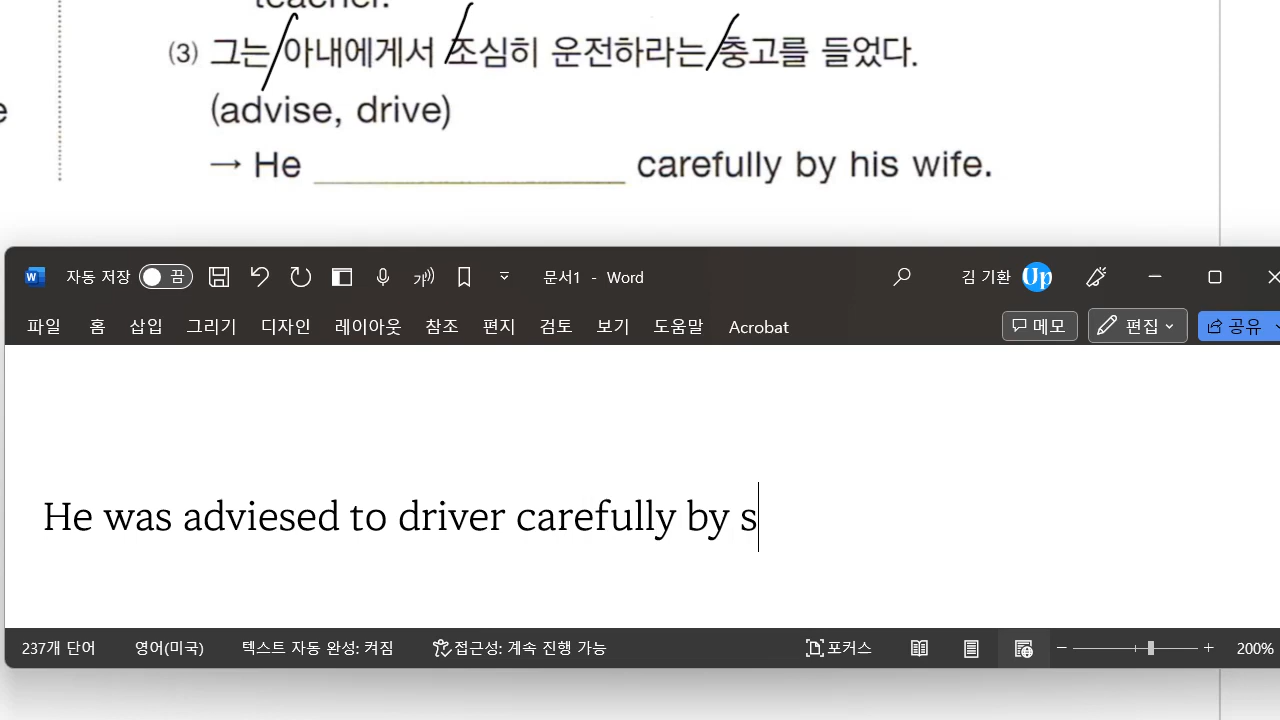 teacher.
(3) 그는 아내에게서 조심히 운전하라는 충고를 들었다.
e
(advise, drive)
→ He ____________ carefully by his wife.
자동 저장 끔 가)) 문서1 - Word 김 기환 Up
파일 홈 삽입 그리기 디자인 레이아웃 참조 편지 검토 보기 도움말 Acrobat 메모 편집 공유
He was adviesed to driver carefully by s
237개 단어 영어(미국) 텍스트 자동 완성: 켜짐 접근성: 계속 진행 가능 포커스 200%